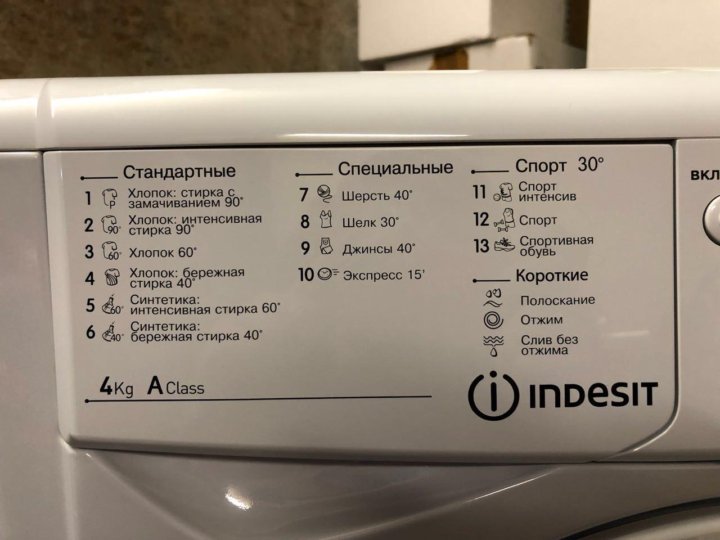 Стандартные
1 Хлопок: стирка с
замачиванием 90°
2 Хлопок: интенсивная
стирка 90°
3 Хлопок 60°
4 Хлопок: бережная
стирка 40°
5 Синтетика:
интенсивная стирка 60°
6 Синтетика:
бережная стирка 40°
4Kg A Class
Специальные
7 Шерсть 40°
8 Шелк 30°
9 Джинсы 40°
10 Экспресс 15'
Спорт 30°
11 Спорт
интенсив
12 Спорт
13 Спортивная
обувь
Короткие
Полоскание
Отжим
Слив без
отжима
INDESIT
ВКЛ